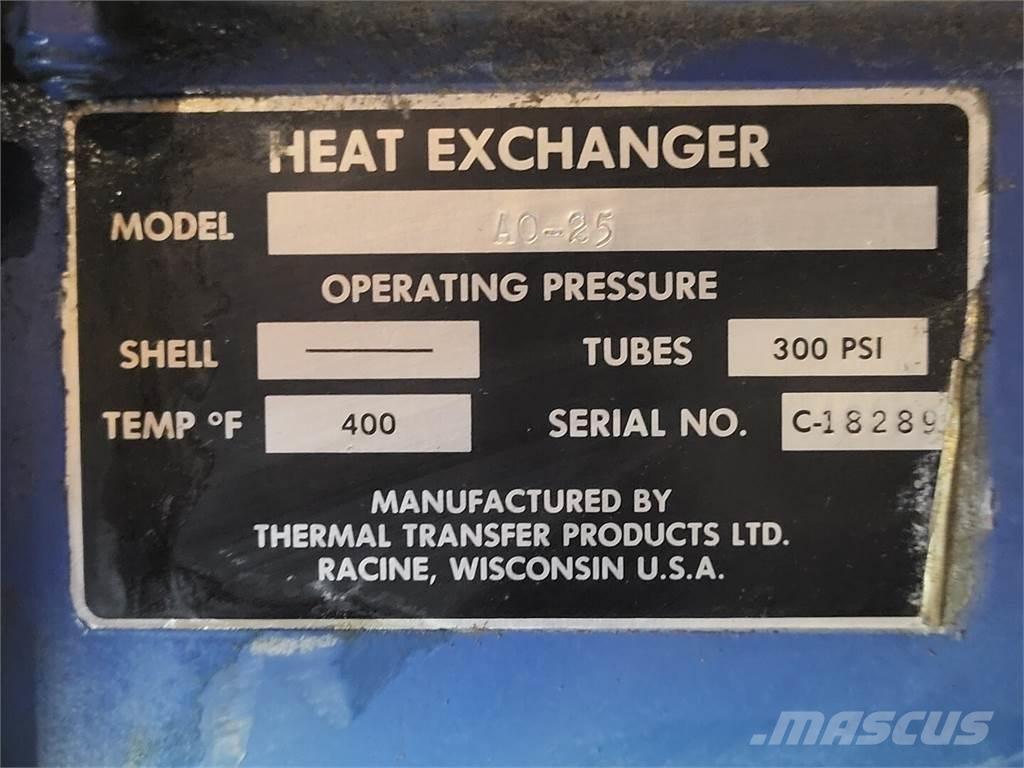 HEAT EXCHANGER
MODEL AO-25
OPERATING PRESSURE
SHELL — TUBES 300 PSI
TEMP °F 400 SERIAL NO. C-18289
MANUFACTURED BY
THERMAL TRANSFER PRODUCTS LTD.
RACINE, WISCONSIN U.S.A.
MASCUS